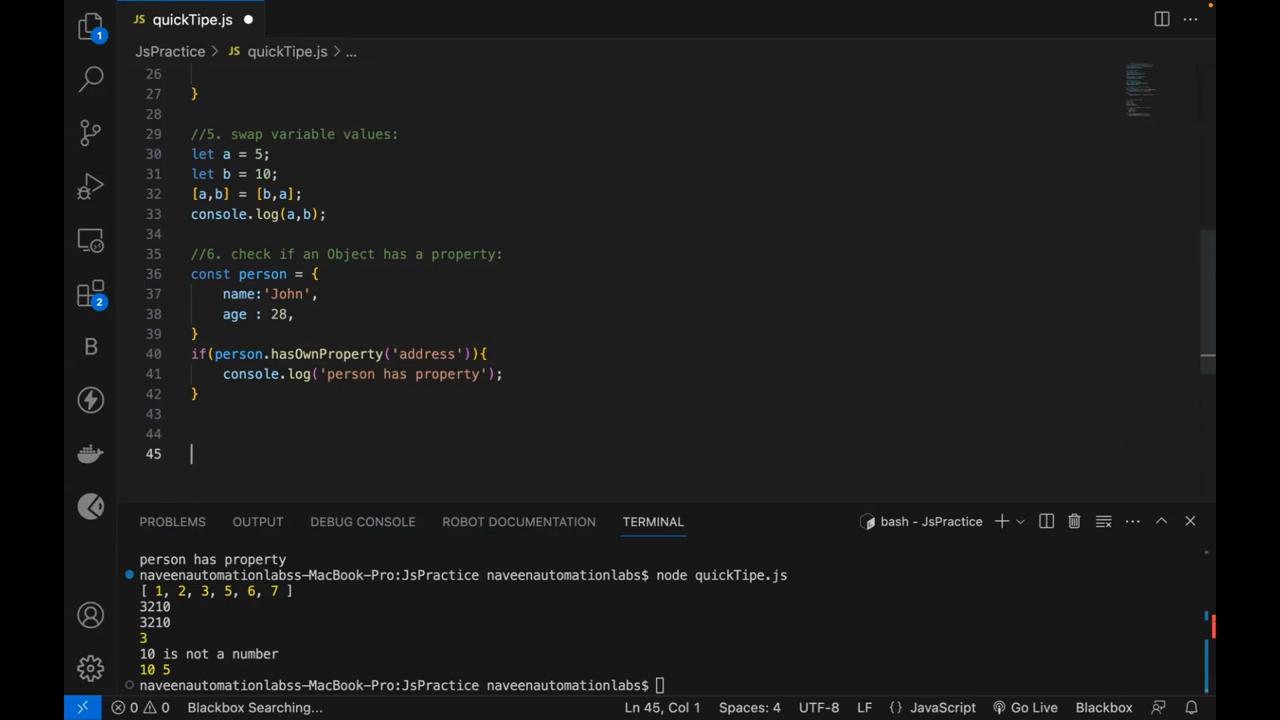 JS quickTipe.js
JsPractice > JS quickTipe.js > ...
1
26
27 }
28
29 //5. swap variable values:
30 let a = 5;
31 let b = 10;
32 [a,b] = [b,a];
33 console.log(a,b);
34
35 //6. check if an Object has a property:
36 const person = {
37 name:'John',
38 age : 28,
39 }
40 if(person.hasOwnProperty('address')){
41 console.log('person has property');
42 }
43
44
45
2
B
PROBLEMS OUTPUT DEBUG CONSOLE ROBOT DOCUMENTATION TERMINAL bash - JsPractice
person has property
naveenautomationlabss-MacBook-Pro:JsPractice naveenautomationlabs$ node quickTipe.js
[ 1, 2, 3, 5, 6, 7 ]
3210
3210
3
10 is not a number
10 5
naveenautomationlabss-MacBook-Pro:JsPractice naveenautomationlabs$
0 0 Blackbox Searching... Ln 45, Col 1 Spaces: 4 UTF-8 LF {} JavaScript Go Live Blackbox